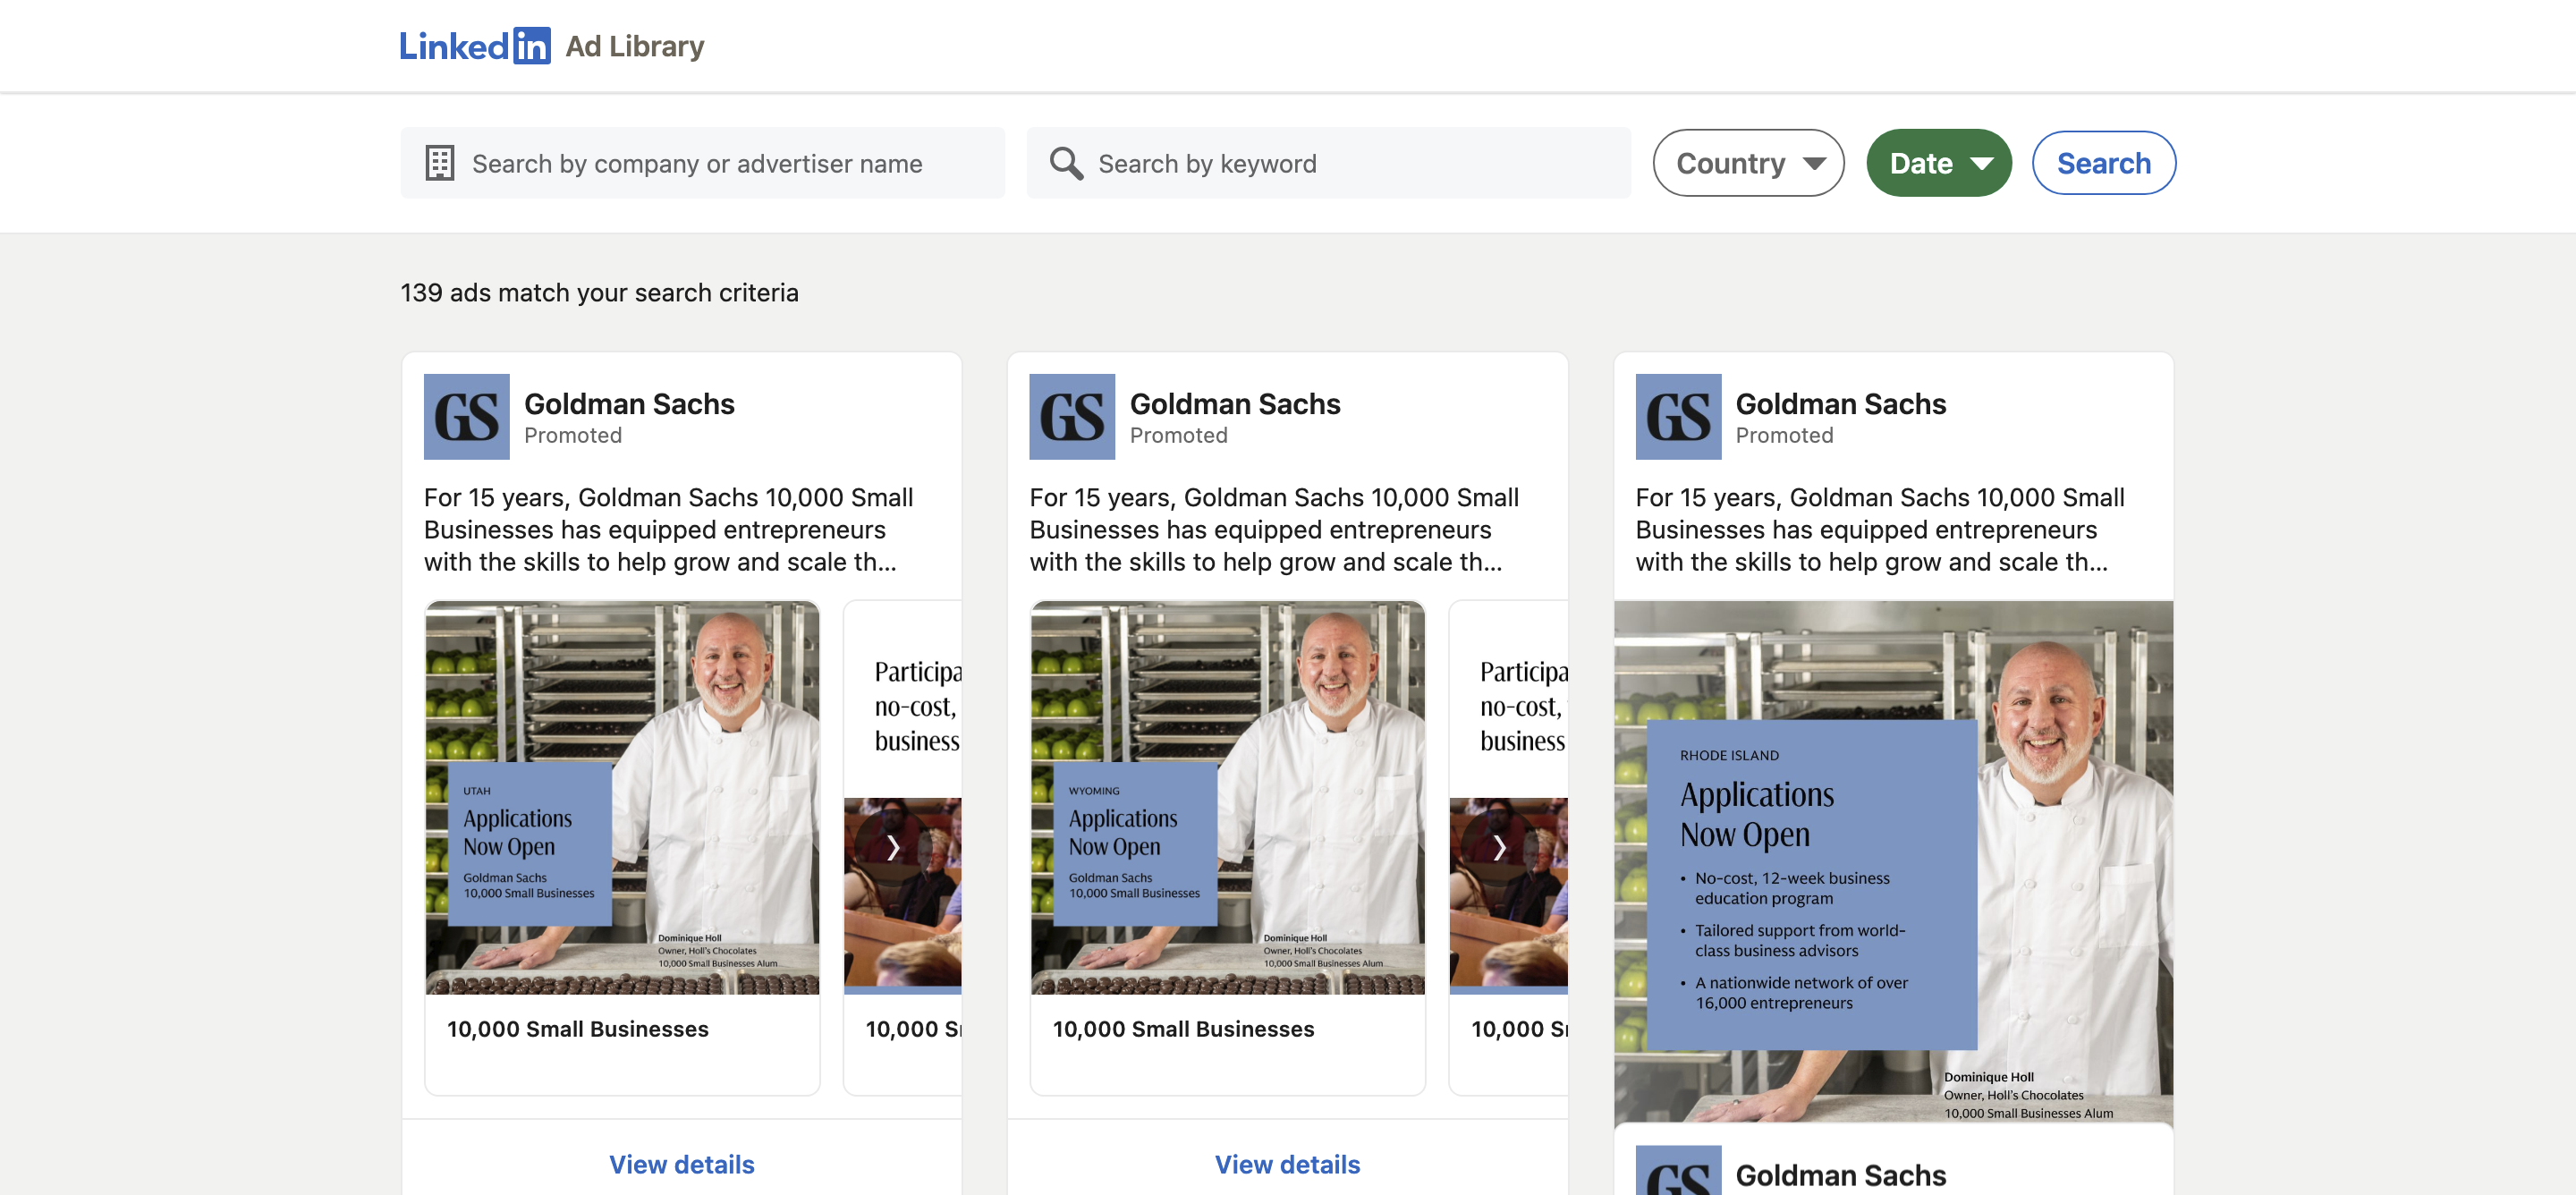 LinkedIn Ad Library
Search by company or advertiser name
Search by keyword
Country
Date
Search
139 ads match your search criteria
GS
Goldman Sachs
Promoted
For 15 years, Goldman Sachs 10,000 Small
Businesses has equipped entrepreneurs
with the skills to help grow and scale th...
UTAH
Applications
Now Open
Goldman Sachs
10,000 Small Businesses
Dominique Holl
Owner, Holl's Chocolates
10,000 Small Businesses Alum
10,000 Small Businesses
Participa
no-cost,
business
10,000 S
View details
GS
Goldman Sachs
Promoted
For 15 years, Goldman Sachs 10,000 Small
Businesses has equipped entrepreneurs
with the skills to help grow and scale th...
WYOMING
Applications
Now Open
Goldman Sachs
10,000 Small Businesses
Dominique Holl
Owner, Holl's Chocolates
10,000 Small Businesses Alum
10,000 Small Businesses
Participa
no-cost,
business
10,000 S
View details
GS
Goldman Sachs
Promoted
For 15 years, Goldman Sachs 10,000 Small
Businesses has equipped entrepreneurs
with the skills to help grow and scale th...
RHODE ISLAND
Applications
Now Open
• No-cost, 12-week business
education program
• Tailored support from world-
class business advisors
• A nationwide network of over
16,000 entrepreneurs
Dominique Holl
Owner, Holl's Chocolates
10,000 Small Businesses Alum
GS
Goldman Sachs